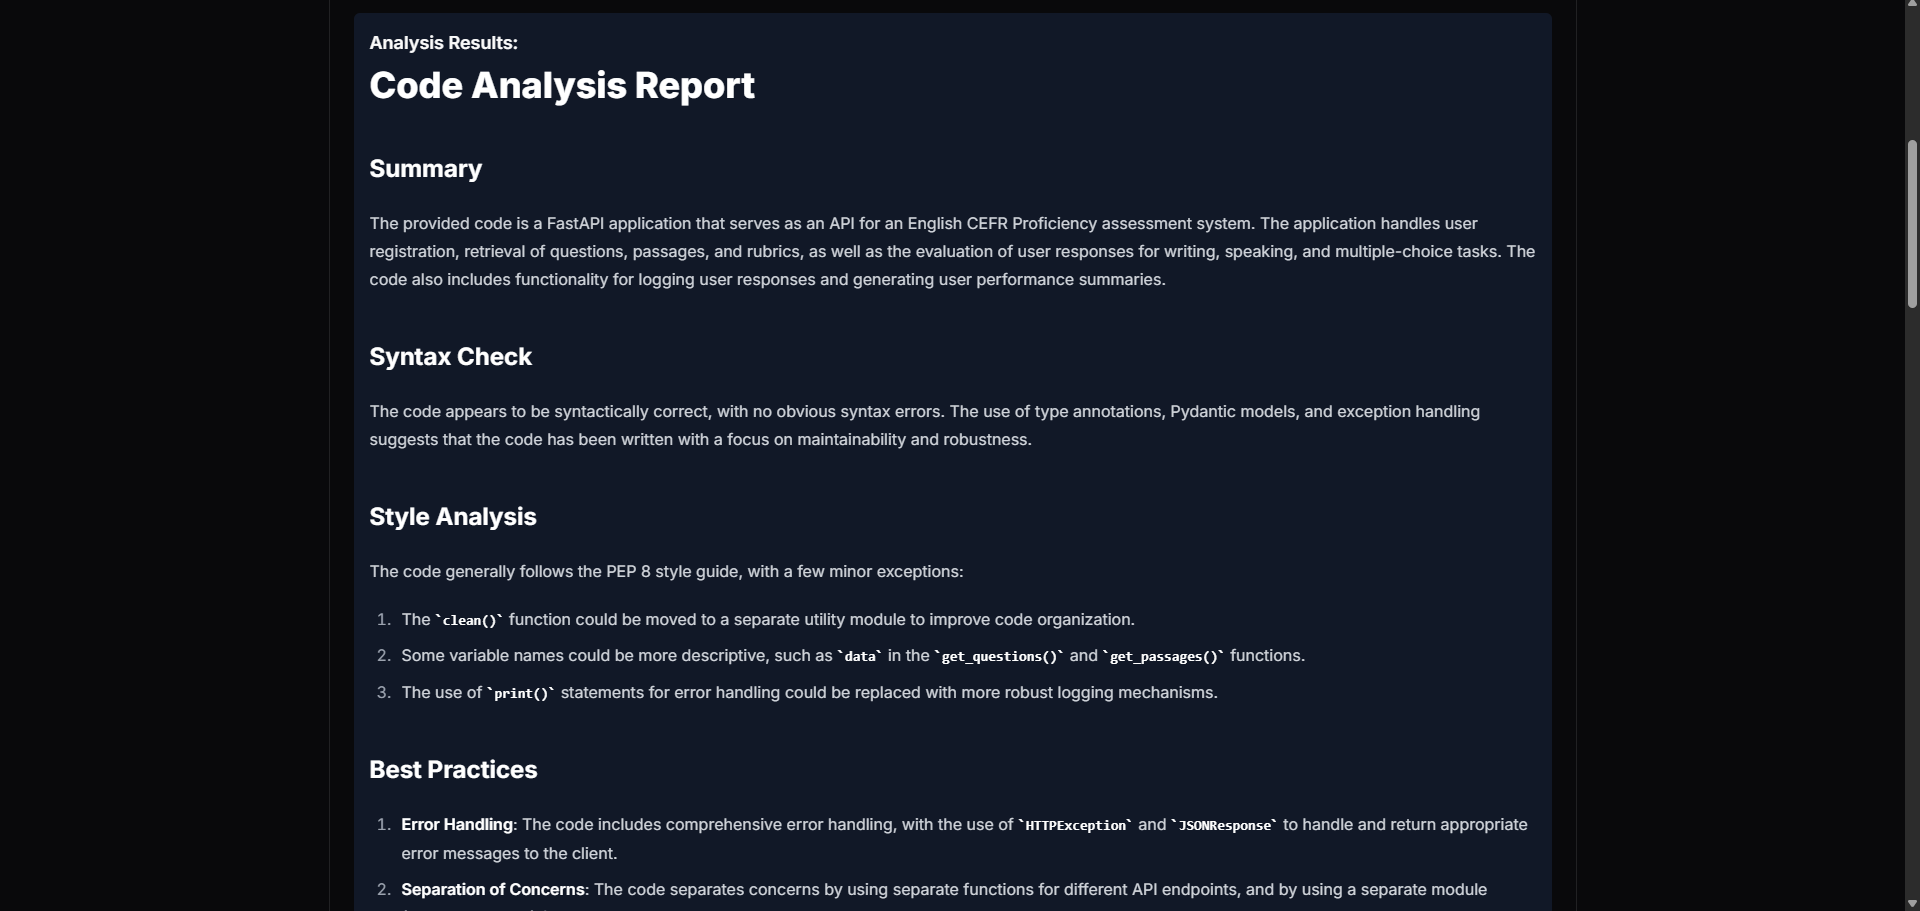 Analysis Results:
Code Analysis Report
Summary
The provided code is a FastAPI application that serves as an API for an English CEFR Proficiency assessment system. The application handles user
registration, retrieval of questions, passages, and rubrics, as well as the evaluation of user responses for writing, speaking, and multiple-choice tasks. The
code also includes functionality for logging user responses and generating user performance summaries.
Syntax Check
The code appears to be syntactically correct, with no obvious syntax errors. The use of type annotations, Pydantic models, and exception handling
suggests that the code has been written with a focus on maintainability and robustness.
Style Analysis
The code generally follows the PEP 8 style guide, with a few minor exceptions:
1. The `clean()` function could be moved to a separate utility module to improve code organization.
2. Some variable names could be more descriptive, such as `data` in the `get_questions()` and `get_passages()` functions.
3. The use of `print()` statements for error handling could be replaced with more robust logging mechanisms.
Best Practices
1. Error Handling: The code includes comprehensive error handling, with the use of `HTTPException` and `JSONResponse` to handle and return appropriate
error messages to the client.
2. Separation of Concerns: The code separates concerns by using separate functions for different API endpoints, and by using a separate module